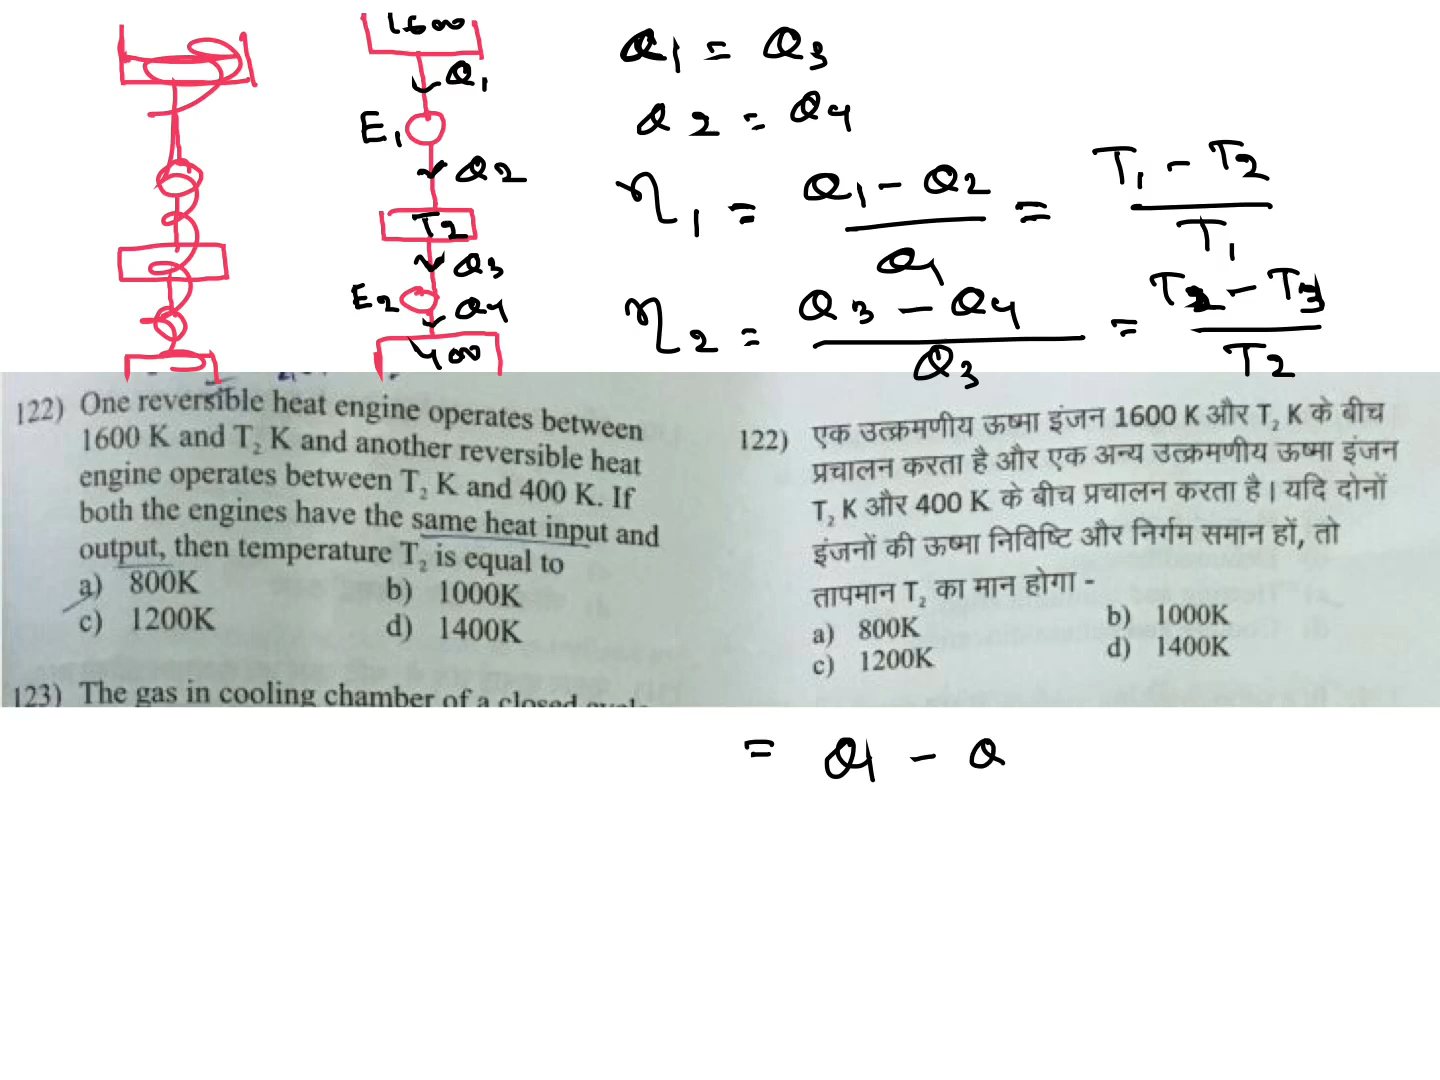 1600
Q1
E1
Q2
T2
Q3
E2
Q4
400
Q1 = Q3
Q2 = Q4
η1 = Q1 - Q2 / Q1 = T1 - T2 / T1
η2 = Q3 - Q4 / Q3 = T2 - T3 / T2
122) One reversible heat engine operates between
1600 K and T2 K and another reversible heat
engine operates between T2 K and 400 K. If
both the engines have the same heat input and
output, then temperature T2 is equal to
a) 800K b) 1000K
c) 1200K d) 1400K
123) The gas in cooling chamber of a closed cycle
122) एक उत्क्रमणीय ऊष्मा इंजन 1600 K और T2 K के बीच
प्रचालन करता है और एक अन्य उत्क्रमणीय ऊष्मा इंजन
T2 K और 400 K के बीच प्रचालन करता है। यदि दोनों
इंजनों की ऊष्मा निविष्टि और निर्गम समान हों, तो
तापमान T2 का मान होगा -
a) 800K b) 1000K
c) 1200K d) 1400K
= Q1 - Q